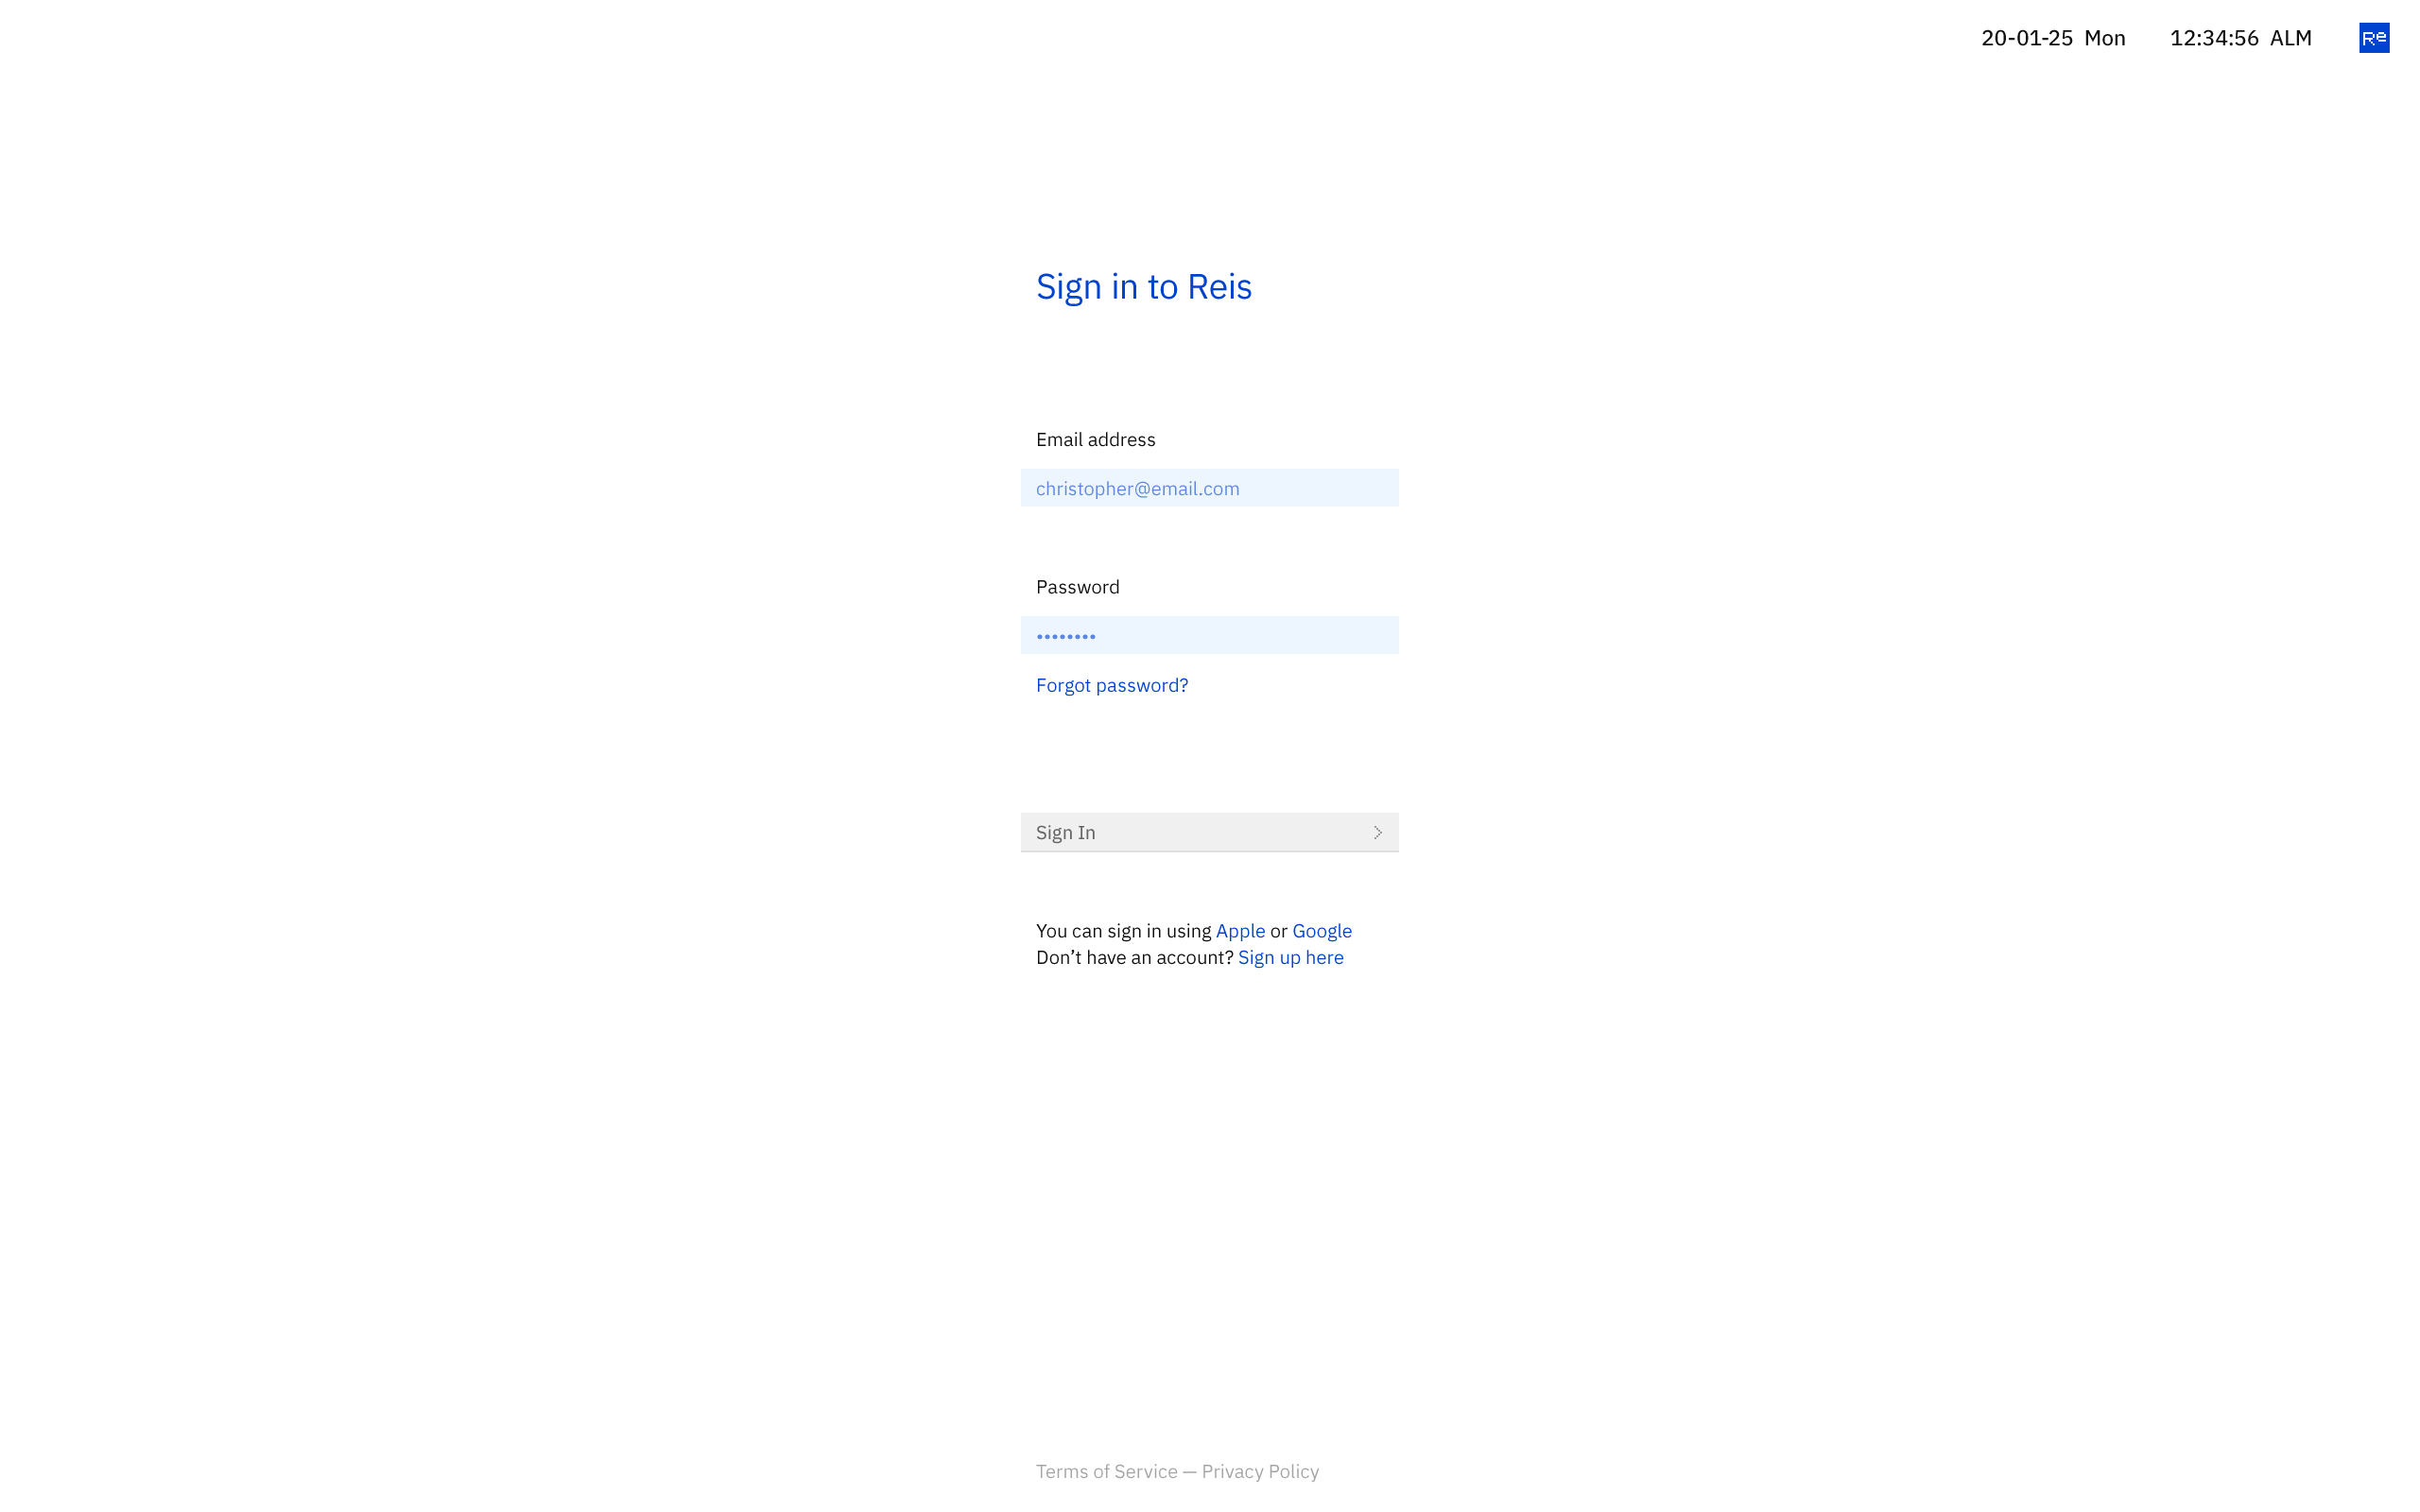 20-01-25 Mon 12:34:56 ALM Re
Sign in to Reis
Email address
christopher@email.com
Password
••••••••
Forgot password?
Sign In
You can sign in using Apple or Google
Don’t have an account? Sign up here
Terms of Service — Privacy Policy